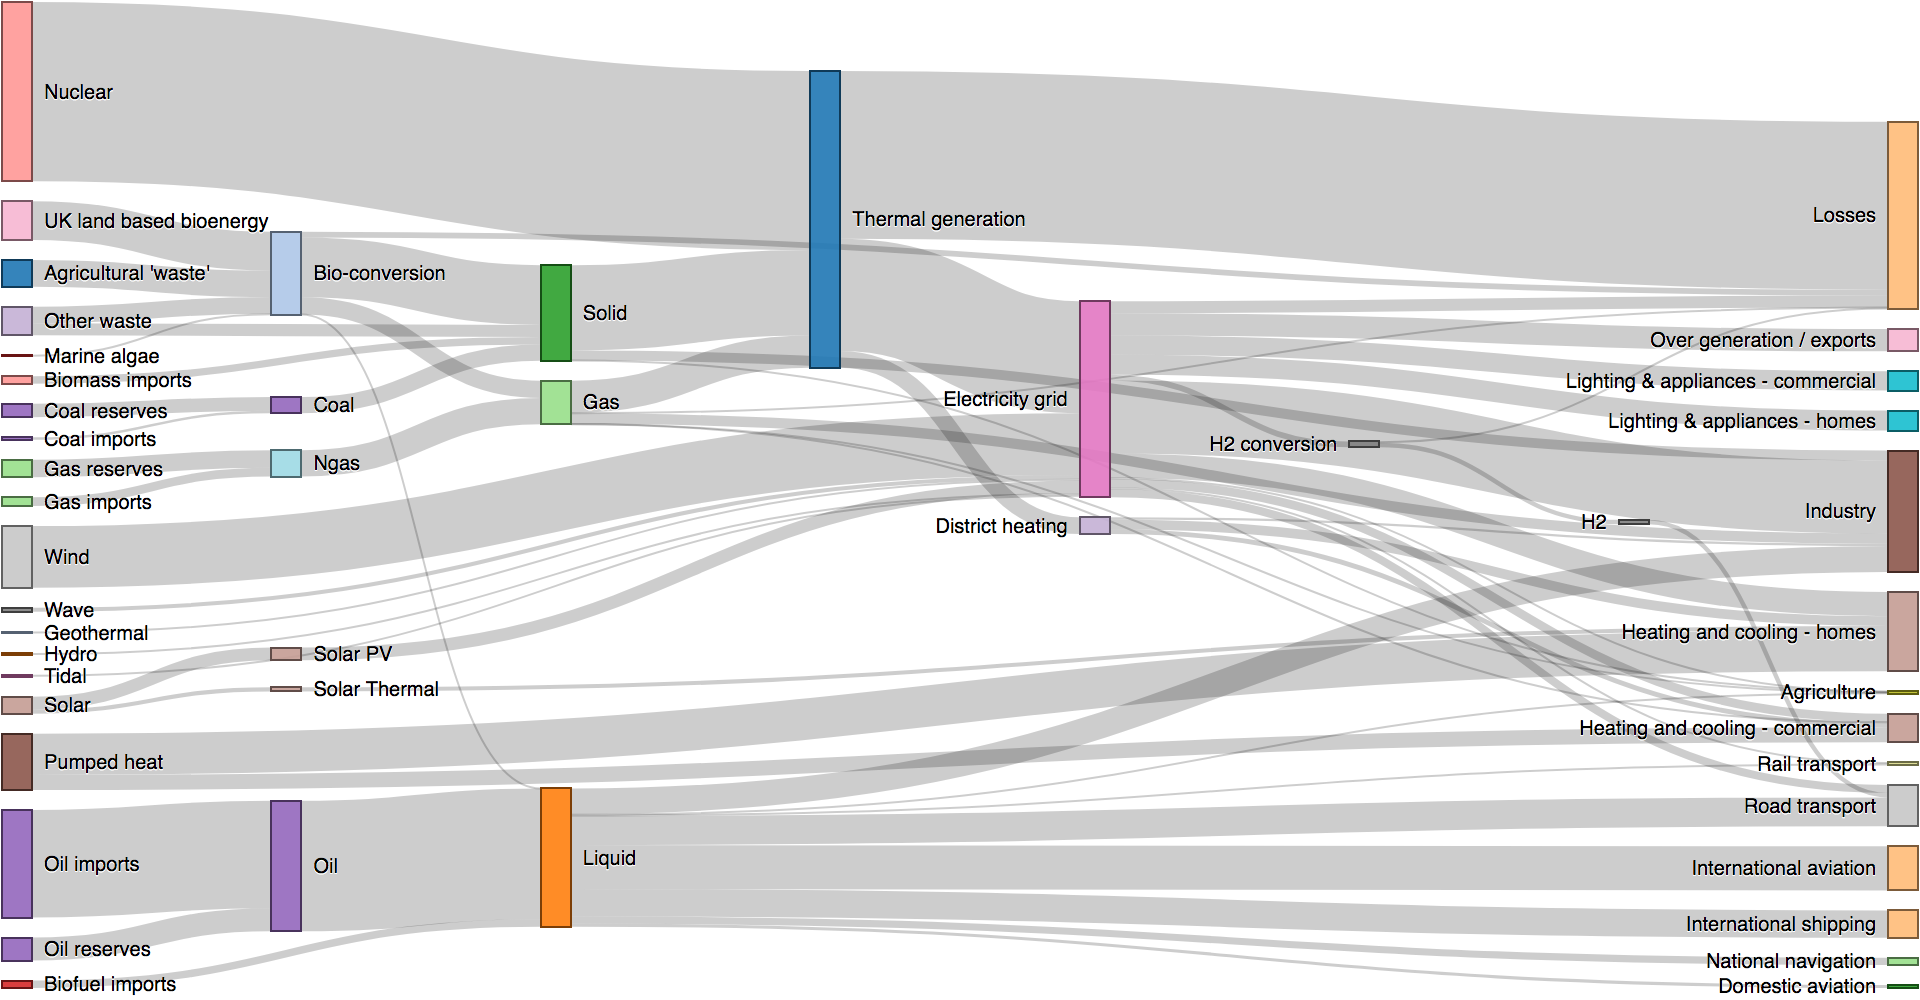 Nuclear
UK land based bioenergy
Agricultural 'waste'
Other waste
Marine algae
Biomass imports
Coal reserves
Coal imports
Gas reserves
Gas imports
Wind
Wave
Geothermal
Hydro
Tidal
Solar
Pumped heat
Oil imports
Oil reserves
Biofuel imports
Bio-conversion
Coal
Ngas
Solar PV
Solar Thermal
Oil
Solid
Gas
Liquid
Thermal generation
Electricity grid
District heating
H2 conversion
H2
Losses
Over generation / exports
Lighting & appliances - commercial
Lighting & appliances - homes
Industry
Heating and cooling - homes
Agriculture
Heating and cooling - commercial
Rail transport
Road transport
International aviation
International shipping
National navigation
Domestic aviation